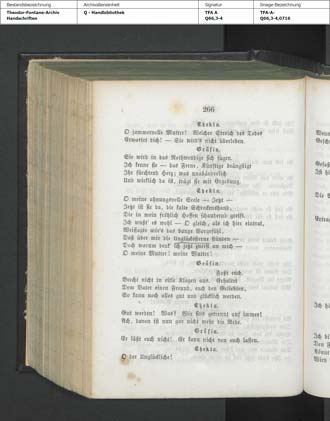 Bestandsbezeichnung
Archivalieneinheit
Signatur
Image-Bezeichnung
Theodor-Fontane-Archiv
Handschriften
Q - Handbibliothek
TFA A
Q66,3-4
TFA-A-
Q66,3-4,0716
266
Thekla.
O jammervolle Mutter! Welcher Streich des Todes
Erwartet dich! — Sie wird's nicht überleben.
Gräfin.
Sie wird in das Nothwendige sich fügen.
Ich kenne sie — das Ferne, Künftige beängstigt
Ihr fürchtend Herz; was unabänderlich
Und wirklich da ist, trägt sie mit Ergebung.
Thekla.
O meine ahnungsvolle Seele — Jetzt —
Jetzt ist sie da, die kalte Schreckenshand,
Die in mein fröhlich Hoffen schaudernd greift.
Ich wußt' es wohl — O gleich, als ich hier eintrat,
Weissagte mir's das bange Vorgefühl,
Daß über mir die Unglückssterne stünden —
Doch warum denk' ich jetzt zuerst an mich —
O meine Mutter! meine Mutter!
Gräfin.
Faßt euch.
Brecht nicht in eitle Klagen aus. Erhaltet
Dem Vater einen Freund, euch den Geliebten,
So kann noch alles gut und glücklich werden.
Thekla.
Gut werden! Was? Wir sind getrennt auf immer!
Ach, davon ist nun gar nicht mehr die Rede.
Gräfin.
Er läßt euch nicht! Er kann nicht von euch lassen.
Thekla.
O der Unglückliche!